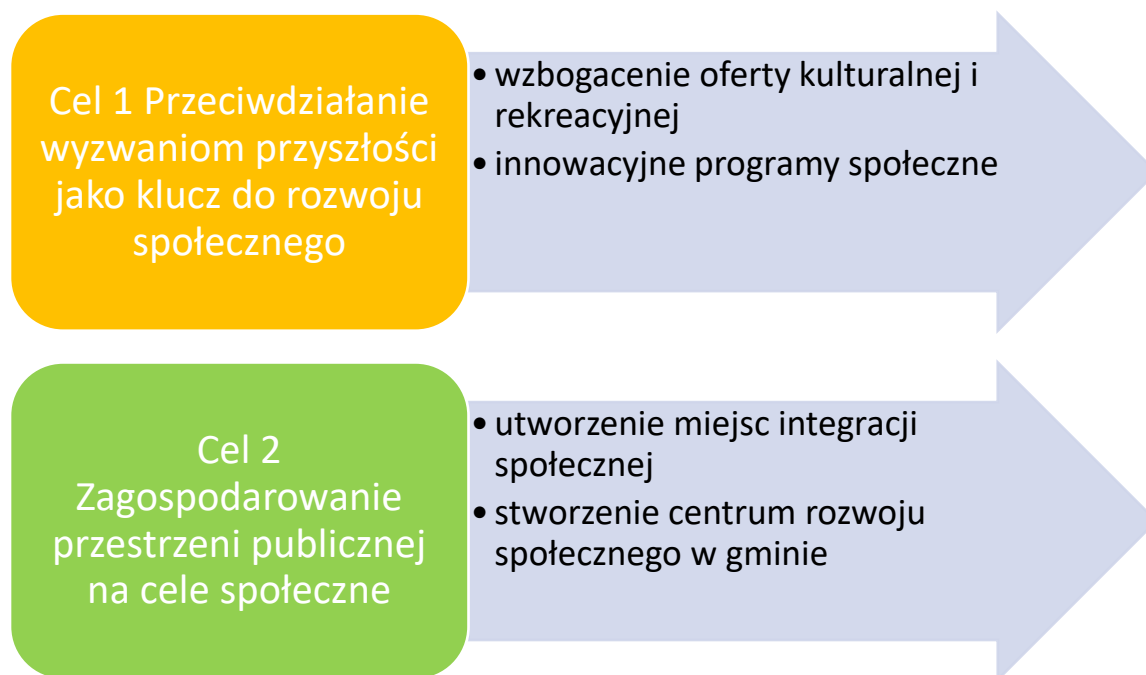 Cel 1 Przeciwdziałanie
wyzwaniom przyszłości
jako klucz do rozwoju
społecznego
• wzbogacenie oferty kulturalnej i
rekreacyjnej
• innowacyjne programy społeczne
Cel 2
Zagospodarowanie
przestrzeni publicznej
na cele społeczne
• utworzenie miejsc integracji
społecznej
• stworzenie centrum rozwoju
społecznego w gminie